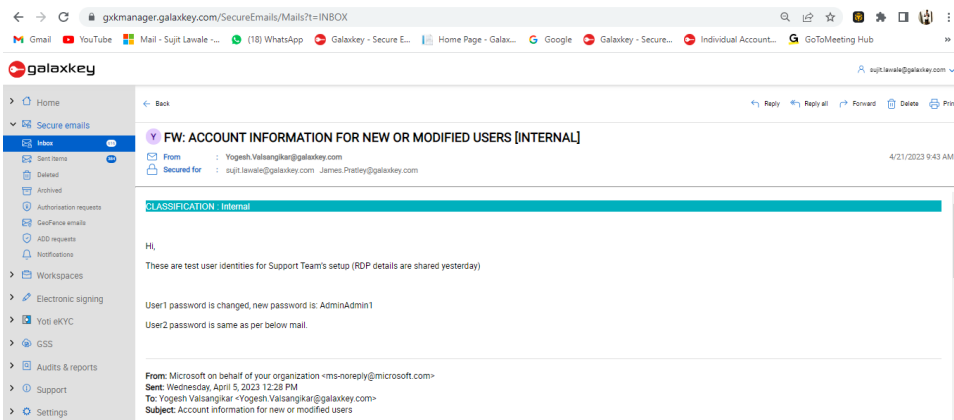 gxkmanager.galaxkey.com/SecureEmails/Mails?t=INBOX
Gmail YouTube Mail - Sujit Lawale -... (18) WhatsApp Galaxkey - Secure E... Home Page - Galax... Google Galaxkey - Secure... Individual Account... GoToMeeting Hub »
galaxkey
sujit.lawale@galaxkey.com
Home
Secure emails
Inbox
Sent items
Deleted
Archived
Authorisation requests
GeoFence emails
ADD requests
Notifications
Workspaces
Electronic signing
Yoti eKYC
GSS
Audits & reports
Support
Settings
Back
Reply Reply all Forward Delete Prin
Y FW: ACCOUNT INFORMATION FOR NEW OR MODIFIED USERS [INTERNAL]
From : Yogesh.Valsangikar@galaxkey.com
4/21/2023 9:43 AM
Secured for : sujit.lawale@galaxkey.com James.Pratley@galaxkey.com
CLASSIFICATION : Internal
Hi,
These are test user identities for Support Team's setup (RDP details are shared yesterday)
User1 password is changed, new password is: AdminAdmin1
User2 password is same as per below mail.
From: Microsoft on behalf of your organization <ms-noreply@microsoft.com>
Sent: Wednesday, April 5, 2023 12:28 PM
To: Yogesh Valsangikar <Yogesh.Valsangikar@galaxkey.com>
Subject: Account information for new or modified users